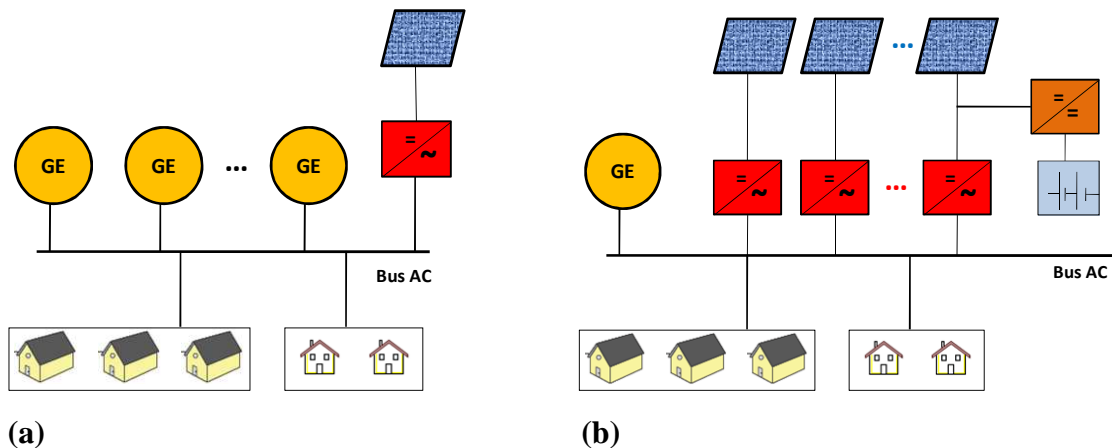 GE GE ... GE
=
~
Bus AC
(a)
...
=
=
GE
=
~
=
~
...
=
~
Bus AC
(b)